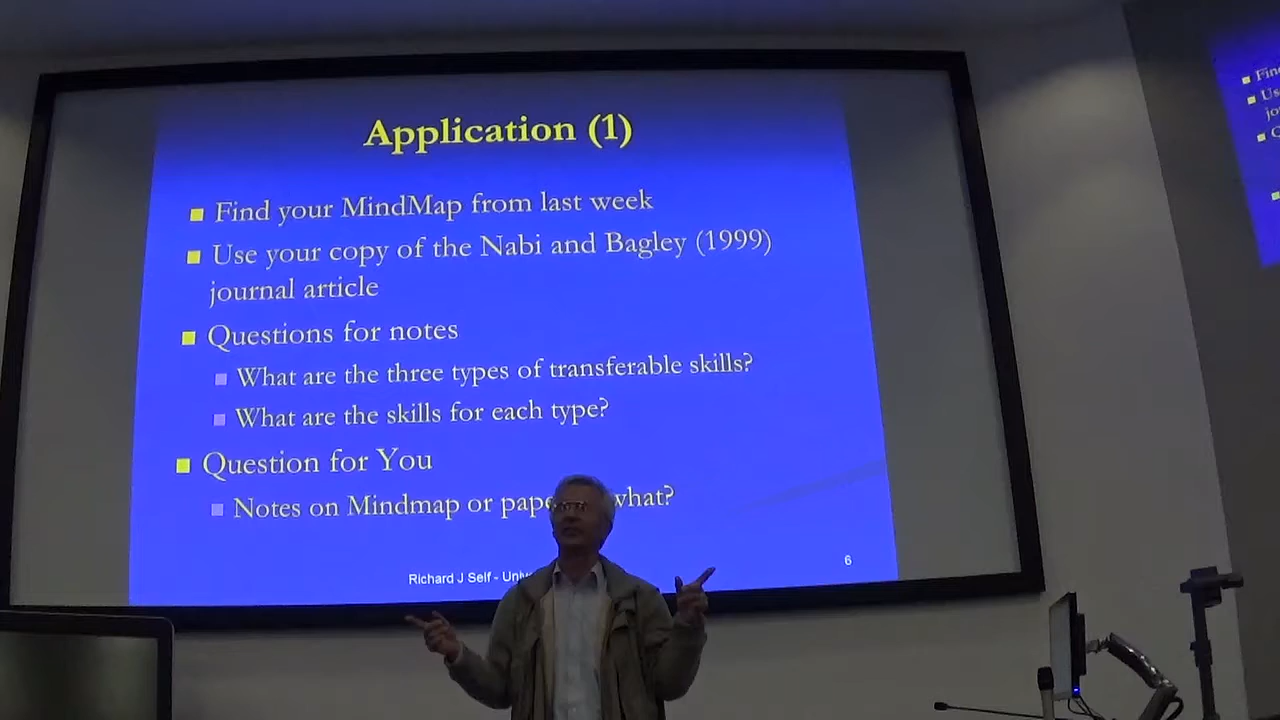 Application (1)
Find your MindMap from last week
Use your copy of the Nabi and Bagley (1999)
journal article
Questions for notes
What are the three types of transferable skills?
What are the skills for each type?
Question for You
Notes on Mindmap or what?
Richard J Self -
6